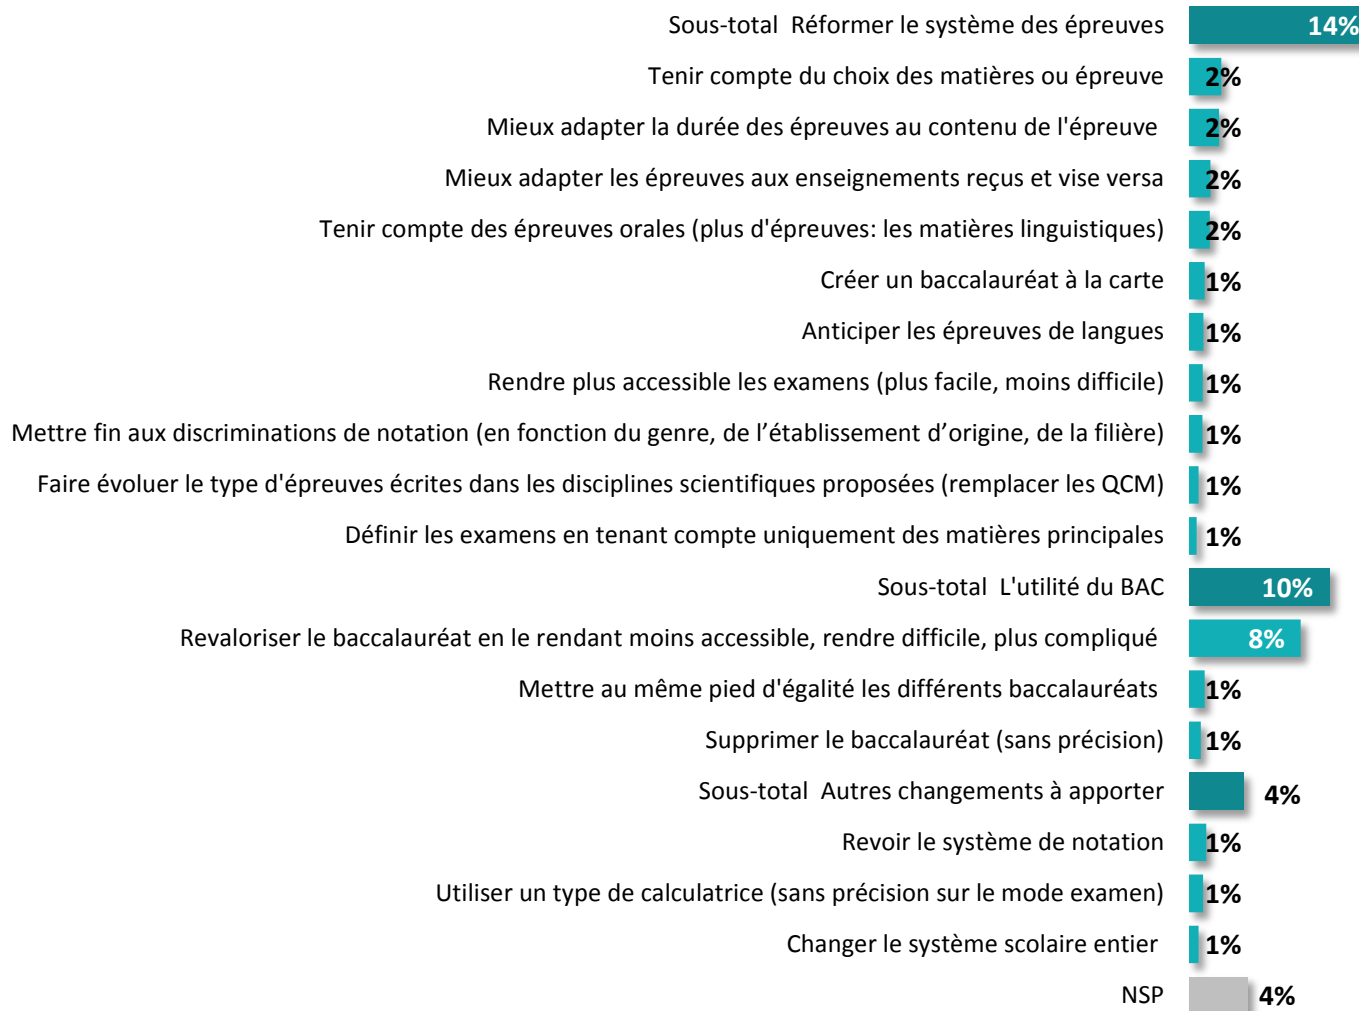 Sous-total  Réformer le système des épreuves 14%
Tenir compte du choix des matières ou épreuve 2%
Mieux adapter la durée des épreuves au contenu de l'épreuve 2%
Mieux adapter les épreuves aux enseignements reçus et vise versa 2%
Tenir compte des épreuves orales (plus d'épreuves: les matières linguistiques) 2%
Créer un baccalauréat à la carte 1%
Anticiper les épreuves de langues 1%
Rendre plus accessible les examens (plus facile, moins difficile) 1%
Mettre fin aux discriminations de notation (en fonction du genre, de l’établissement d’origine, de la filière) 1%
Faire évoluer le type d'épreuves écrites dans les disciplines scientifiques proposées (remplacer les QCM) 1%
Définir les examens en tenant compte uniquement des matières principales 1%
Sous-total  L'utilité du BAC 10%
Revaloriser le baccalauréat en le rendant moins accessible, rendre difficile, plus compliqué 8%
Mettre au même pied d'égalité les différents baccalauréats 1%
Supprimer le baccalauréat (sans précision) 1%
Sous-total  Autres changements à apporter 4%
Revoir le système de notation 1%
Utiliser un type de calculatrice (sans précision sur le mode examen) 1%
Changer le système scolaire entier 1%
NSP 4%